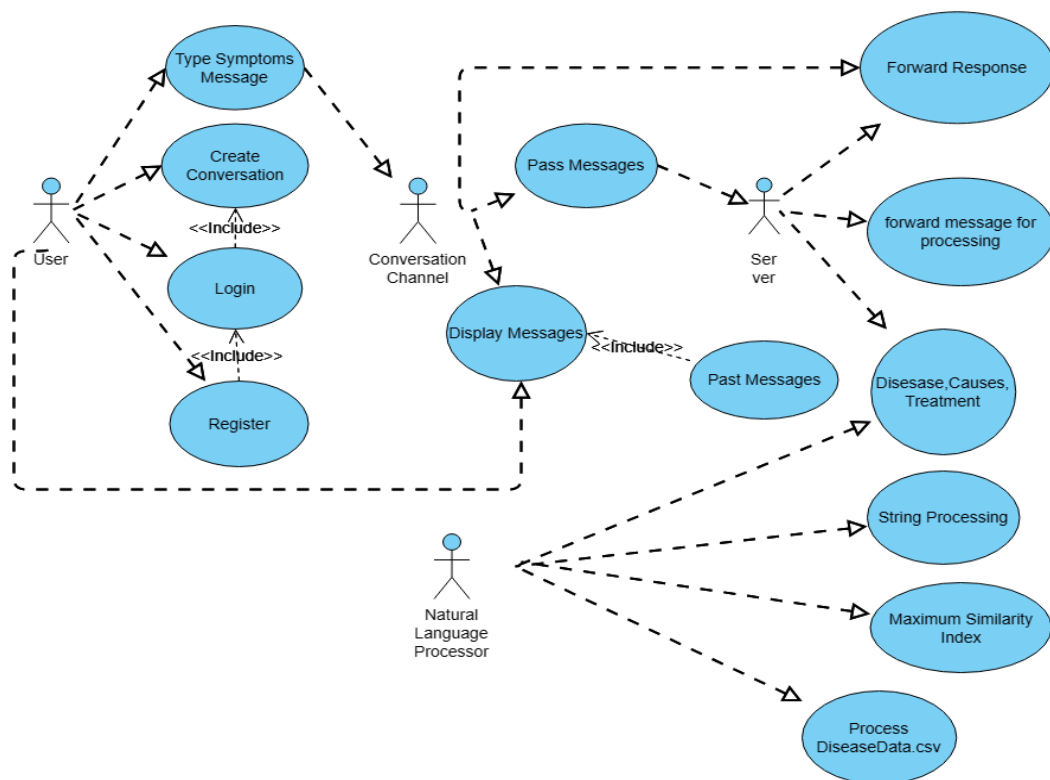 Type Symptoms
Message
Forward Response
Create
Conversation
Pass Messages
<<Include>>
User
Conversation
Channel
Ser
ver
forward message for
processing
Login
Display Messages
<<Include>>
<<Include>>
Past Messages
Disesase,Causes,
Treatment
Register
String Processing
Natural
Language
Processor
Maximum Similarity
Index
Process
DiseaseData.csv